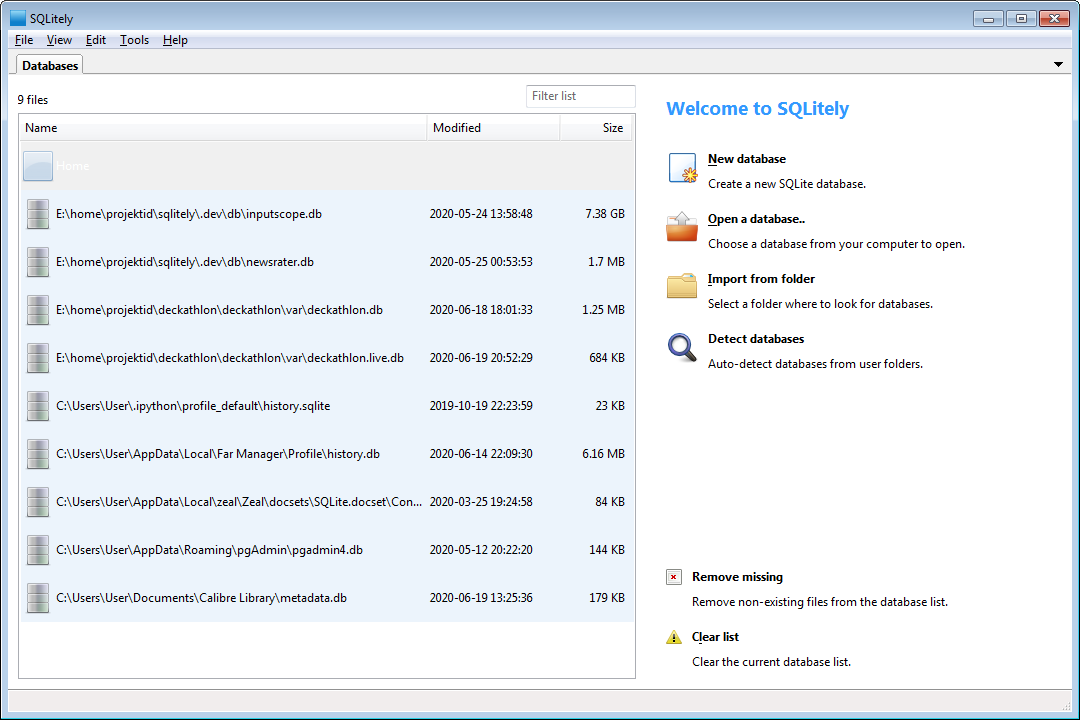 SQLitely
File View Edit Tools Help
Databases
9 files
Filter list
Name Modified Size
Home
E:\home\projektid\sqlitely\.dev\db\inputscope.db 2020-05-24 13:58:48 7.38 GB
E:\home\projektid\sqlitely\.dev\db\newsrater.db 2020-05-25 00:53:53 1.7 MB
E:\home\projektid\deckathlon\deckathlon\var\deckathlon.db 2020-06-18 18:01:33 1.25 MB
E:\home\projektid\deckathlon\deckathlon\var\deckathlon.live.db 2020-06-19 20:52:29 684 KB
C:\Users\User\.ipython\profile_default\history.sqlite 2019-10-19 22:23:59 23 KB
C:\Users\User\AppData\Local\Far Manager\Profile\history.db 2020-06-14 22:09:30 6.16 MB
C:\Users\User\AppData\Local\zeal\Zeal\docsets\SQLite.docset\Con... 2020-03-25 19:24:58 84 KB
C:\Users\User\AppData\Roaming\pgAdmin\pgadmin4.db 2020-05-12 20:22:20 144 KB
C:\Users\User\Documents\Calibre Library\metadata.db 2020-06-19 13:25:36 179 KB
Welcome to SQLitely
New database
Create a new SQLite database.
Open a database..
Choose a database from your computer to open.
Import from folder
Select a folder where to look for databases.
Detect databases
Auto-detect databases from user folders.
Remove missing
Remove non-existing files from the database list.
Clear list
Clear the current database list.